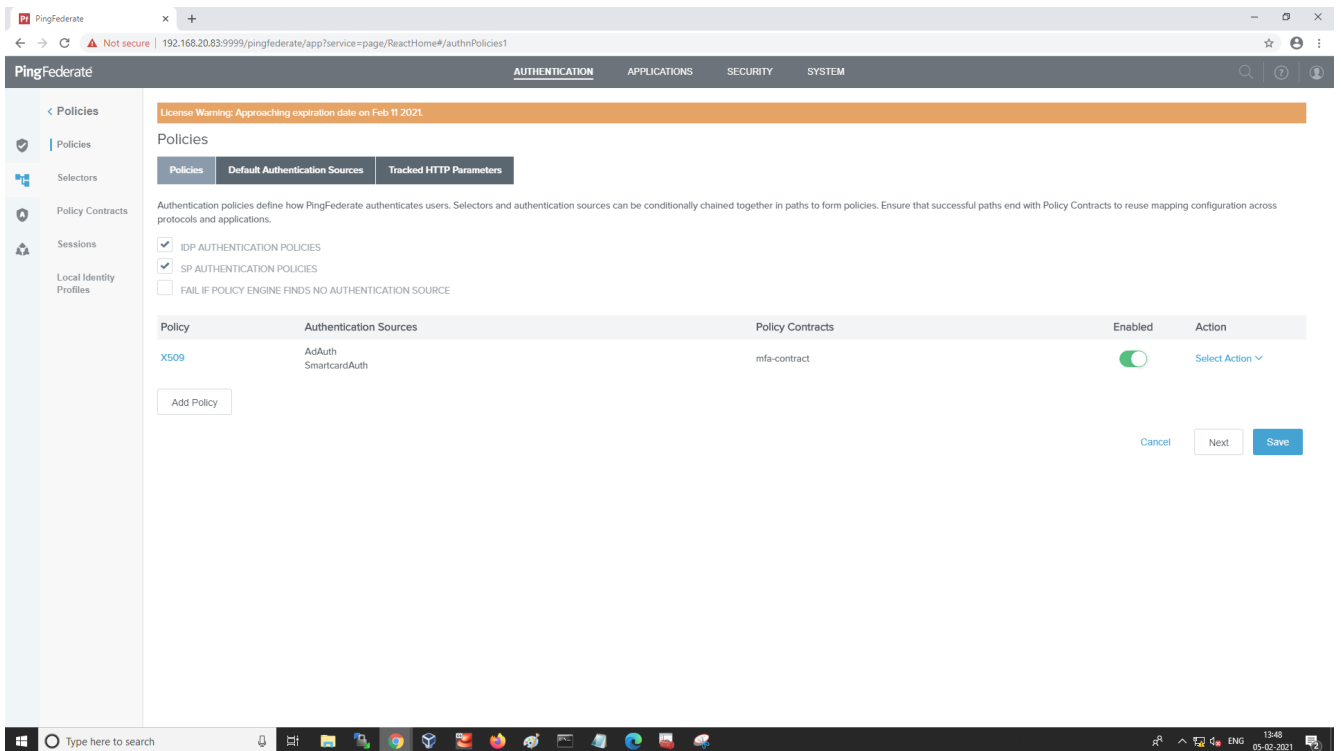 Pf PingFederate
Not secure 192.168.20.83:9999/pingfederate/app?service=page/ReactHome#/authnPolicies1
PingFederate AUTHENTICATION APPLICATIONS SECURITY SYSTEM
Policies
Policies
Selectors
Policy Contracts
Sessions
Local Identity
Profiles
License Warning: Approaching expiration date on Feb 11 2021.
Policies
Policies Default Authentication Sources Tracked HTTP Parameters
Authentication policies define how PingFederate authenticates users. Selectors and authentication sources can be conditionally chained together in paths to form policies. Ensure that successful paths end with Policy Contracts to reuse mapping configuration across
protocols and applications.
IDP AUTHENTICATION POLICIES
SP AUTHENTICATION POLICIES
FAIL IF POLICY ENGINE FINDS NO AUTHENTICATION SOURCE
Policy Authentication Sources Policy Contracts Enabled Action
X509 AdAuth mfa-contract Select Action
SmartcardAuth
Add Policy
Cancel Next Save
Type here to search
ENG 13:48
05-02-2021